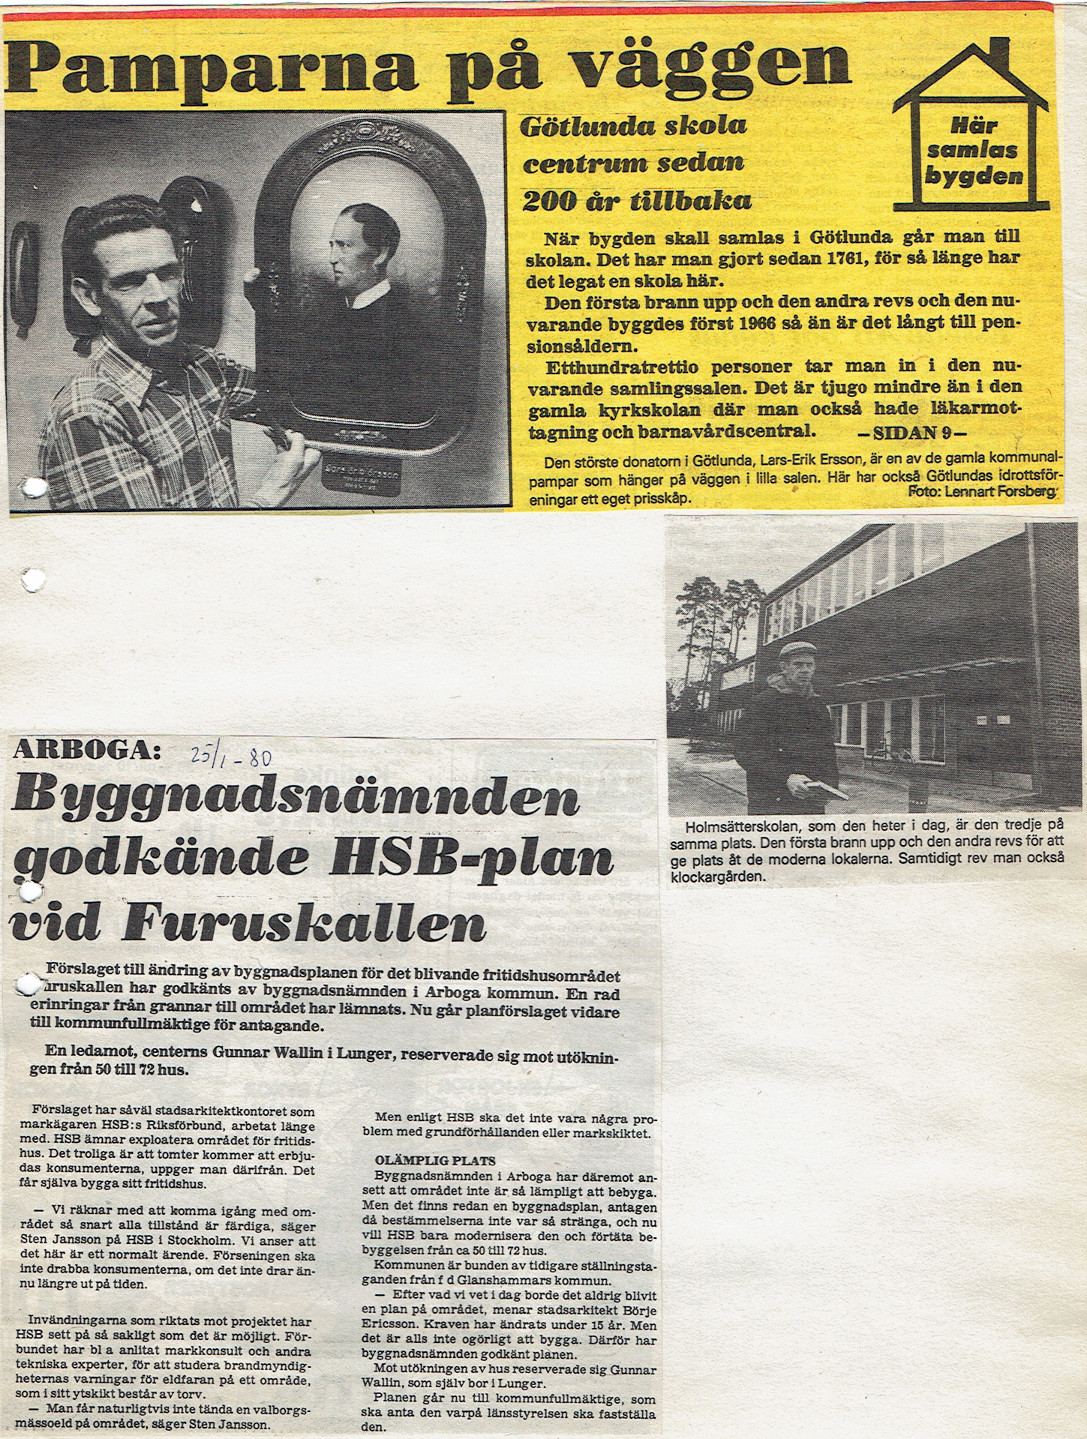 Pamparna på väggen
Götlunda skola
centrum sedan
200 år tillbaka
Här
samlas
bygden
När bygden skall samlas i Götlunda går man till
skolan. Det har man gjort sedan 1761, för så länge har
det legat en skola här.
Den första brann upp och den andra revs och den nu-
varande byggdes först 1966 så än är det långt till pen-
sionsåldern.
Etthundratrettio personer tar man in i den nu-
varande samlingssalen. Det är tjugo mindre än i den
gamla kyrkskolan där man också hade läkarmot-
tagning och barnavårdscentral. —SIDAN 9—
Den störste donatorn i Götlunda, Lars-Erik Ersson, är en av de gamla kommunal-
pampar som hänger på väggen i lilla salen. Här har också Götlundas idrottsför-
eningar ett eget prisskåp. Foto: Lennart Forsberg
Lars Erik Ersson
Holmsätterskolan, som den heter i dag, är den tredje på
samma plats. Den första brann upp och den andra revs för att
ge plats åt de moderna lokalerna. Samtidigt rev man också
klockargården.
ARBOGA: 25/1-80
Byggnadsnämnden
godkände HSB-plan
vid Furuskallen
Förslaget till ändring av byggnadsplanen för det blivande fritidshusområdet
uruskallen har godkänts av byggnadsnämnden i Arboga kommun. En rad
erinringar från grannar till området har lämnats. Nu går planförslaget vidare
till kommunfullmäktige för antagande.
En ledamot, centerns Gunnar Wallin i Lunger, reserverade sig mot utöknin-
gen från 50 till 72 hus.
Förslaget har såväl stadsarkitektkontoret som
markägaren HSB:s Riksförbund, arbetat länge
med. HSB ämnar exploatera området för fritids-
hus. Det troliga är att tomter kommer att erbju-
das konsumenterna, uppger man därifrån. Det
får själva bygga sitt fritidshus.
— Vi räknar med att komma igång med om-
rådet så snart alla tillstånd är färdiga, säger
Sten Jansson på HSB i Stockholm. Vi anser att
det här är ett normalt ärende. Förseningen ska
inte drabba konsumenterna, om det inte drar än-
nu längre ut på tiden.
Invändningarna som riktats mot projektet har
HSB sett på så sakligt som det är möjligt. För-
bundet har bl a anlitat markkonsult och andra
tekniska experter, för att studera brandmyndig-
heternas varningar för eldfaran på ett område,
som i sitt ytskikt består av torv.
— Man får naturligtvis inte tända en valborgs-
mässoeld på området, säger Sten Jansson.
Men enligt HSB ska det inte vara några pro-
blem med grundförhållanden eller markskiktet.
OLÄMPLIG PLATS
Byggnadsnämnden i Arboga har däremot an-
sett att området inte är så lämpligt att bebyga.
Men det finns redan en byggnadsplan, antagen
då bestämmelserna inte var så stränga, och nu
vill HSB bara modernisera den och förtäta be-
byggelsen från ca 50 till 72 hus.
Kommunen är bunden av tidigare ställningsta-
ganden från f d Glanshammars kommun.
— Efter vad vi vet i dag borde det aldrig blivit
en plan på området, menar stadsarkitekt Börje
Ericsson. Kraven har ändrats under 15 år. Men
det är alls inte ogörligt att bygga. Därför har
byggnadsnämnden godkänt planen.
Mot utökningen av hus reserverade sig Gunnar
Wallin, som själv bor i Lunger.
Planen går nu till kommunfullmäktige, som
ska anta den varpå länsstyrelsen ska fastställa
den.